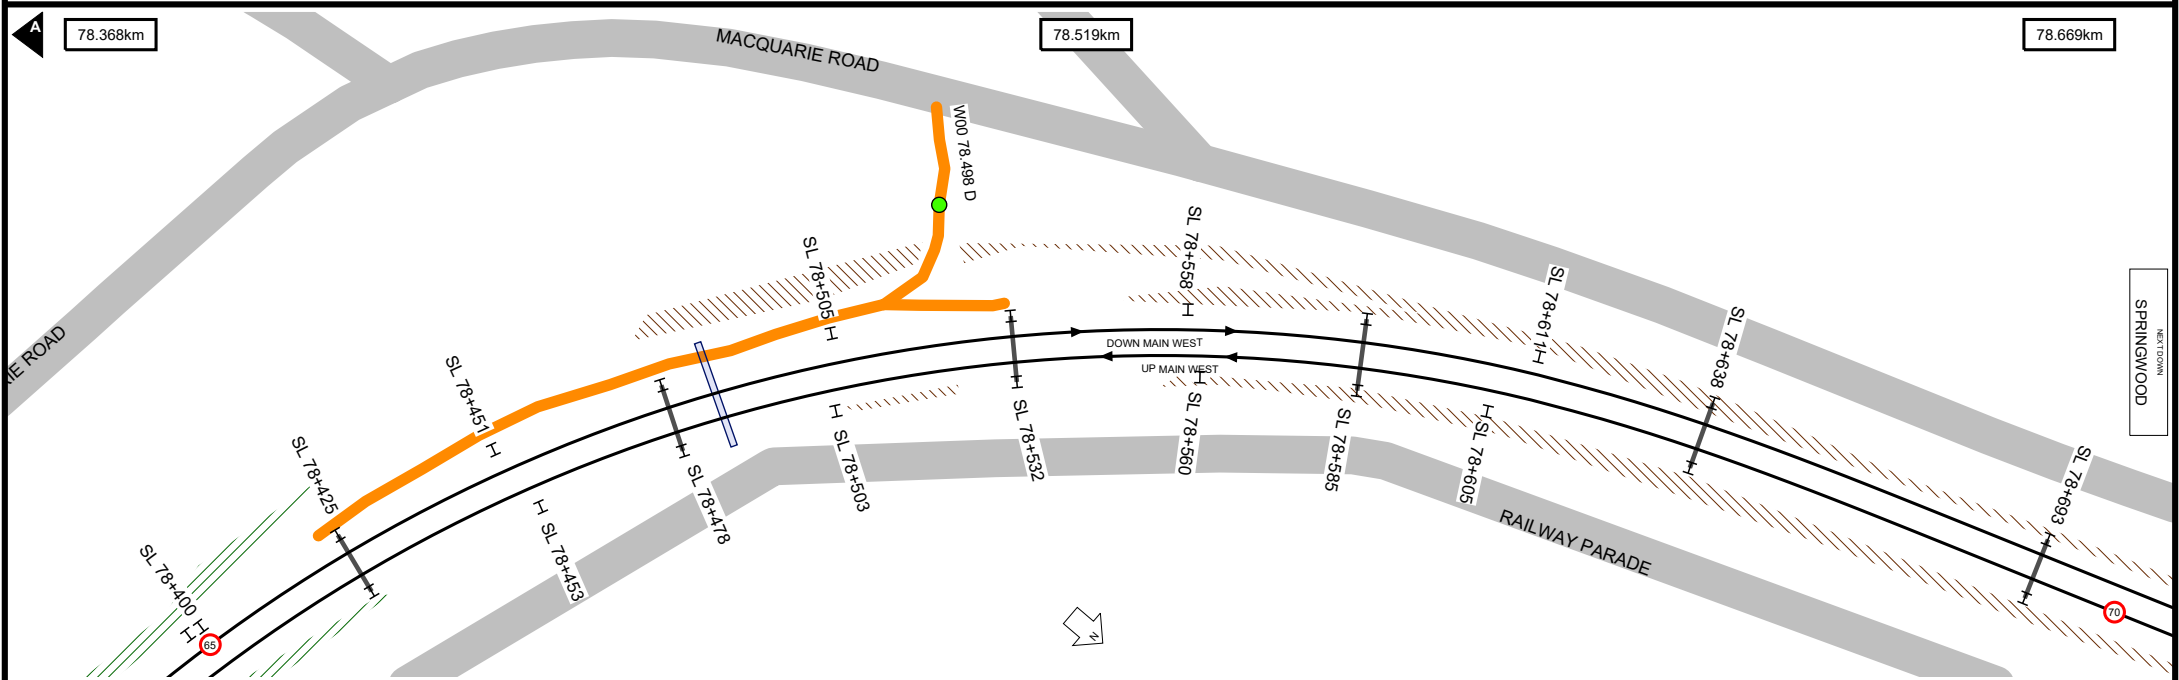 A
78.368km
78.519km
78.669km
MACQUARIE ROAD
W00 78.498 D
SL 78+505
SL 78+558
SL 78+611
SL 78+638
SL 78+693
NEXT DOWN
SPRINGWOOD
RIE ROAD
SL 78+451
SL 78+425
SL 78+400
65
DOWN MAIN WEST
UP MAIN WEST
SL 78+453
SL 78+478
SL 78+503
SL 78+532
SL 78+560
SL 78+585
SL 78+605
RAILWAY PARADE
70
N